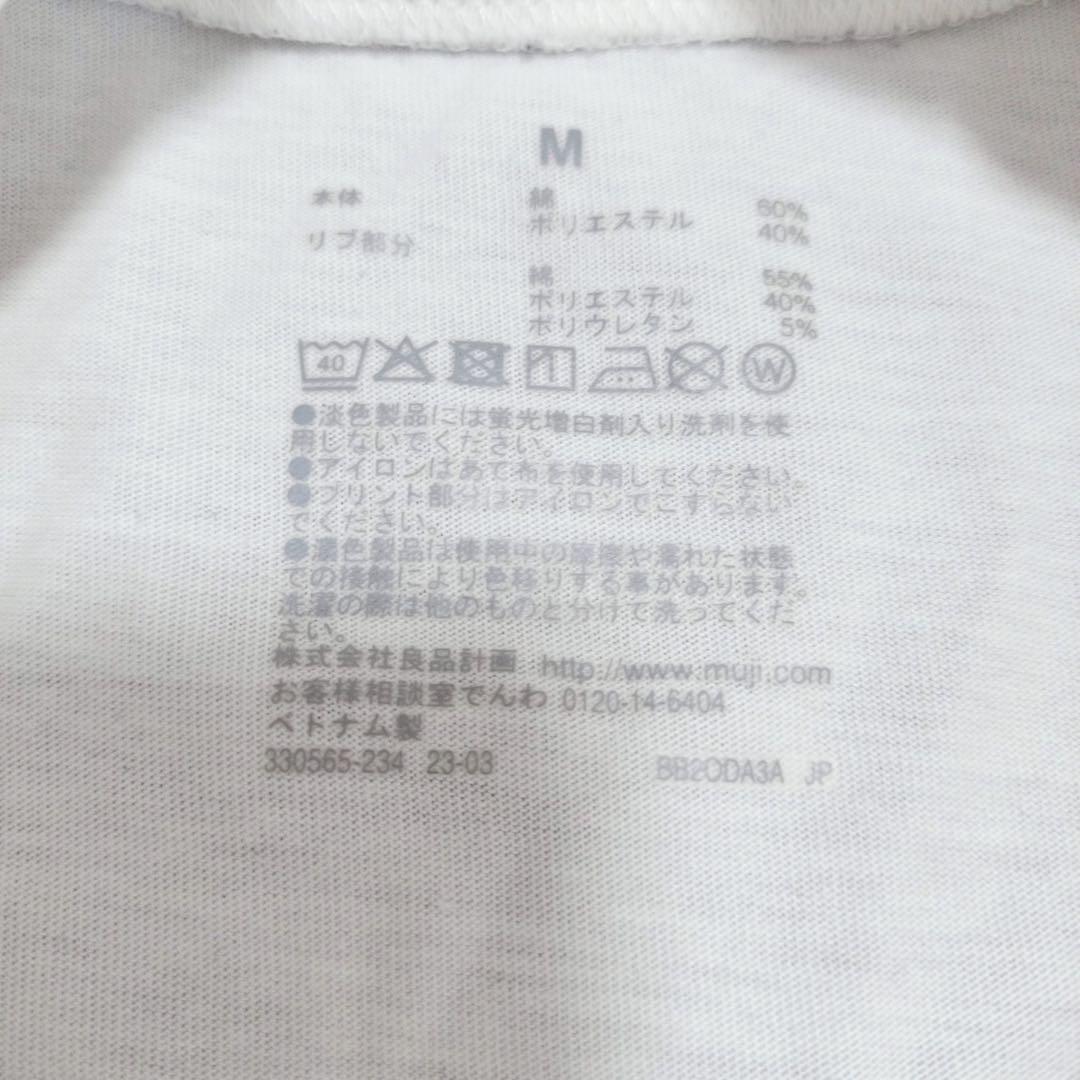 M
本体 綿 60%
ポリエステル 40%
リブ部分
綿 55%
ポリエステル 40%
ポリウレタン 5%
40 W
●淡色製品には蛍光増白剤入り洗剤を使
用しないでください。
●アイロンはあて布を使用してください。
●プリント部分はアイロンでこすらない
でください。
●濃色製品は使用中の摩擦や濡れた状態
での接触により色移りする事があります。
洗濯の際は他のものと分けて洗ってくだ
さい。
株式会社良品計画 http://www.muji.com
お客様相談室でんわ 0120-14-6404
ベトナム製
330565-234 23-03 BB2ODA3A JP